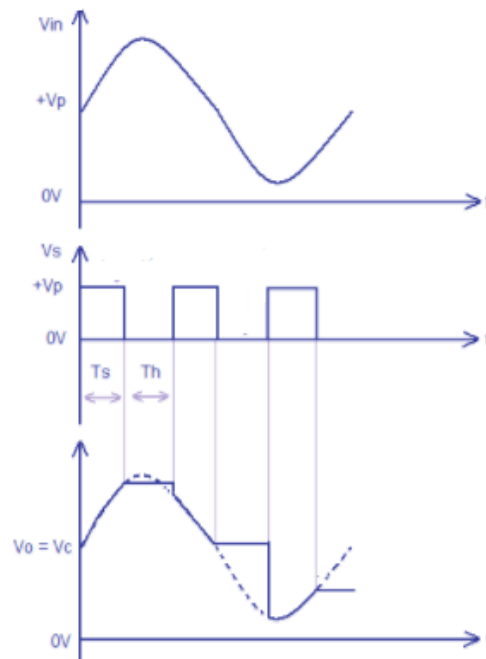 Vin
+Vp
0V
Vs
+Vp
0V
Ts Th
Vo = Vc
0V